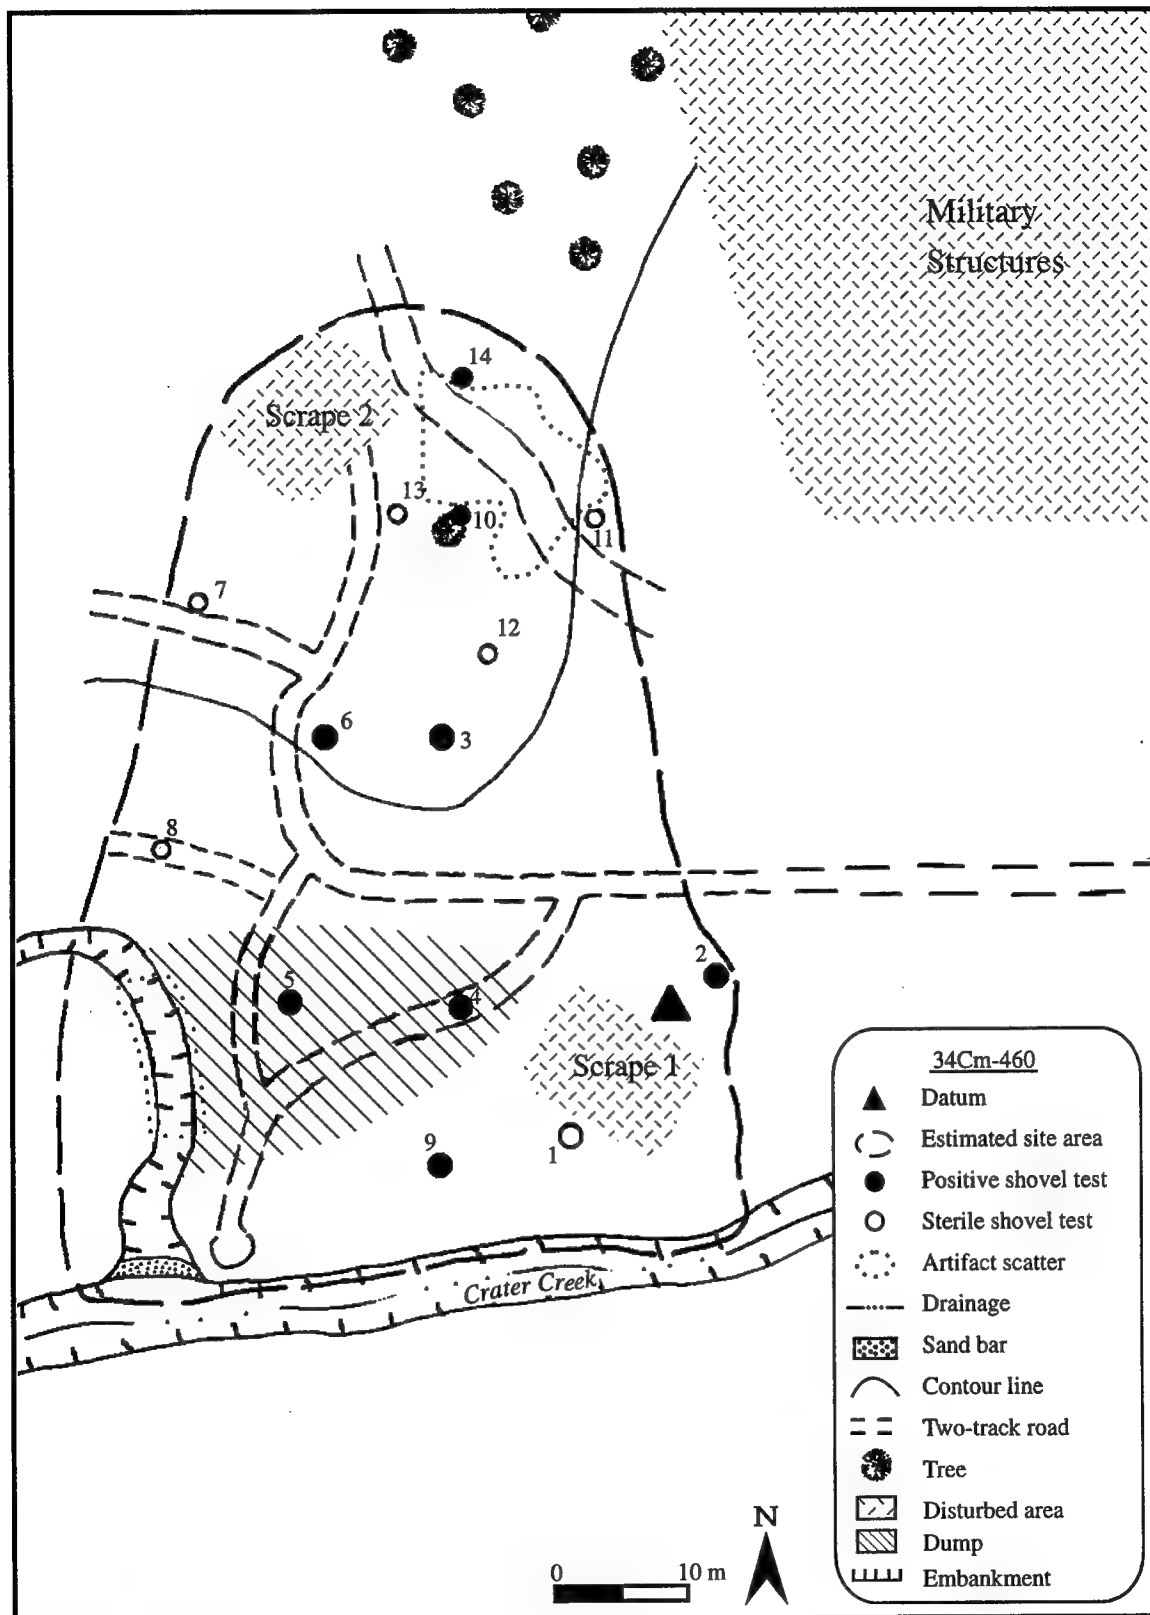 Military
Structures
14
Scrape 2
13
10
11
7
12
6
3
8
2
5
4
Scrape 1
9
1
Crater Creek
34Cm-460
Datum
Estimated site area
Positive shovel test
Sterile shovel test
Artifact scatter
Drainage
Sand bar
Contour line
Two-track road
Tree
Disturbed area
Dump
Embankment
N
0 10 m